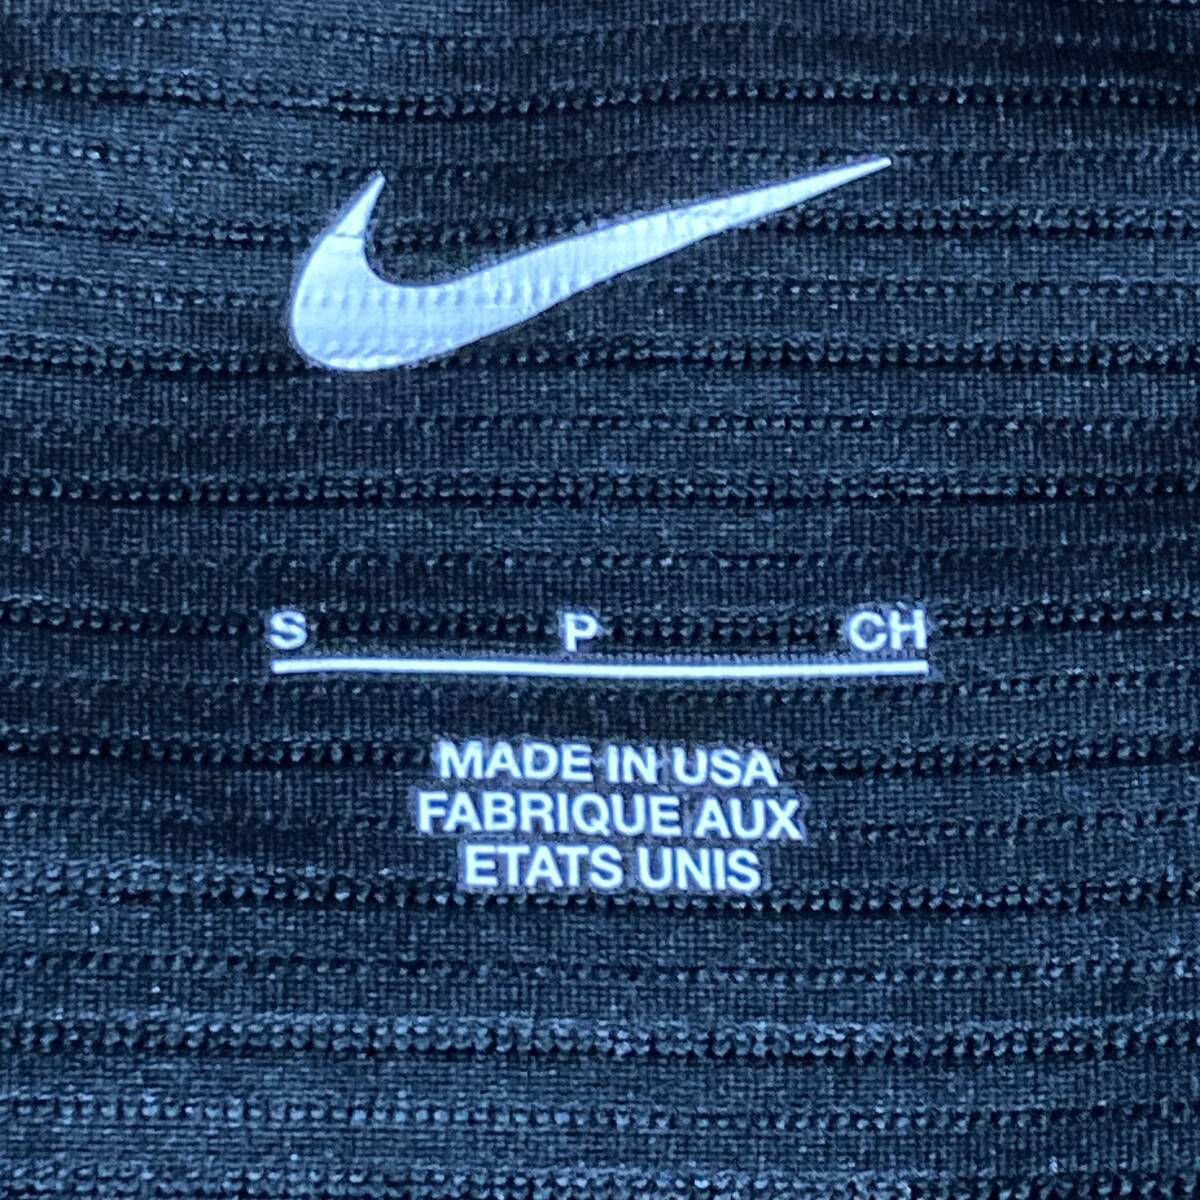 S P CH
MADE IN USA
FABRIQUE AUX
ETATS UNIS